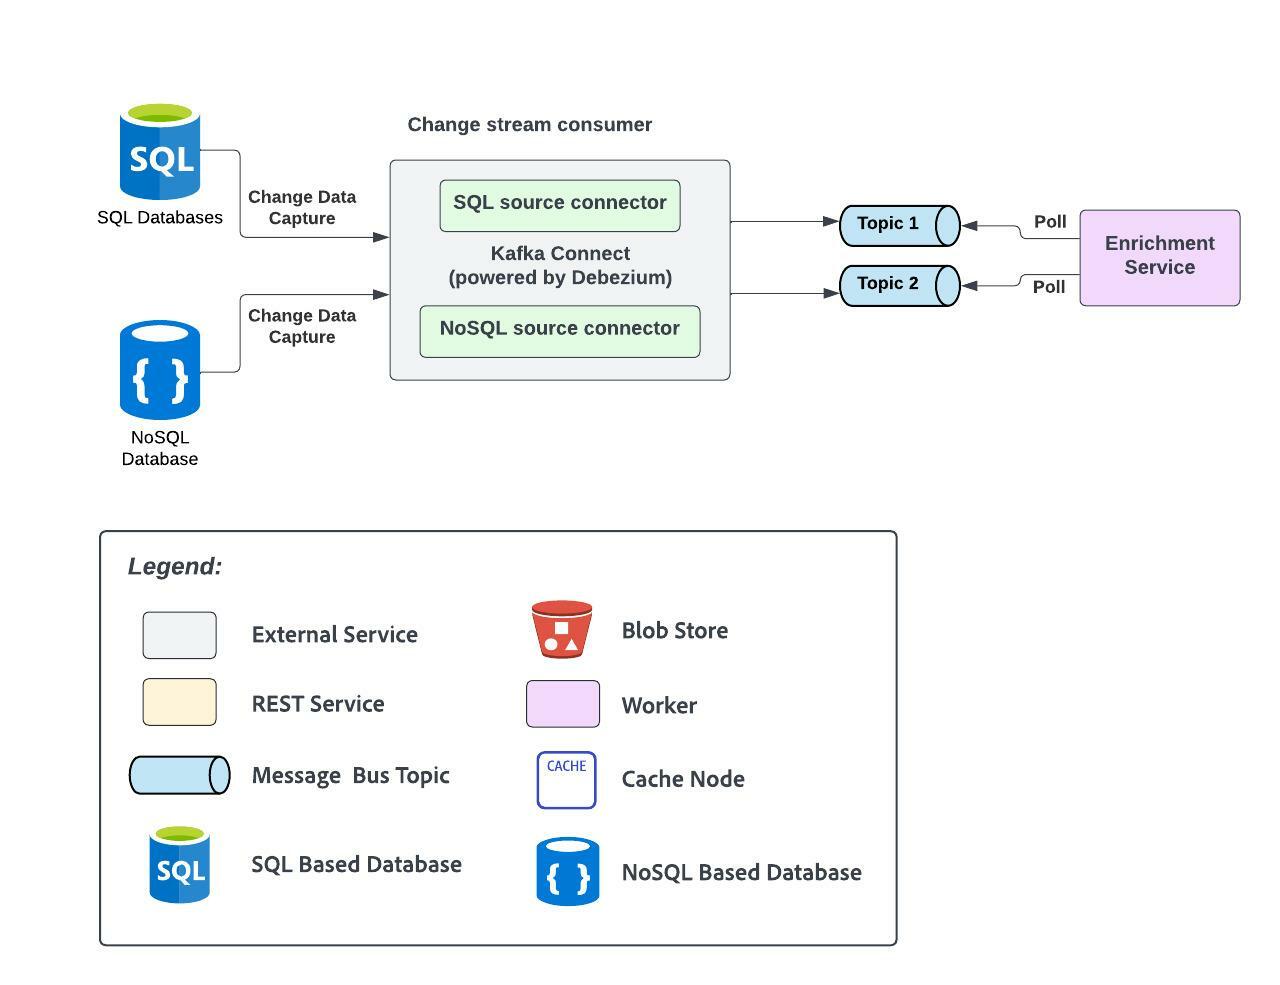 Change stream consumer
SQL
SQL Databases
Change Data
Capture
SQL source connector
Kafka Connect
(powered by Debezium)
NoSQL source connector
Change Data
Capture
{ }
NoSQL
Database
Topic 1
Topic 2
Poll
Poll
Enrichment
Service
Legend:
External Service
Blob Store
REST Service
Worker
Message Bus Topic
CACHE
Cache Node
SQL
SQL Based Database
{ }
NoSQL Based Database